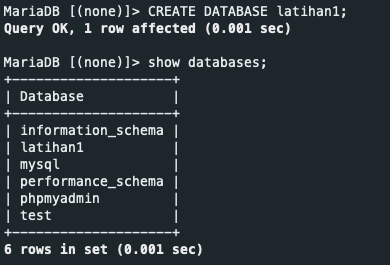 MariaDB [(none)]> CREATE DATABASE latihan1;
Query OK, 1 row affected (0.001 sec)

MariaDB [(none)]> show databases;
+--------------------+
| Database           |
+--------------------+
| information_schema |
| latihan1           |
| mysql              |
| performance_schema |
| phpmyadmin         |
| test               |
+--------------------+
6 rows in set (0.001 sec)